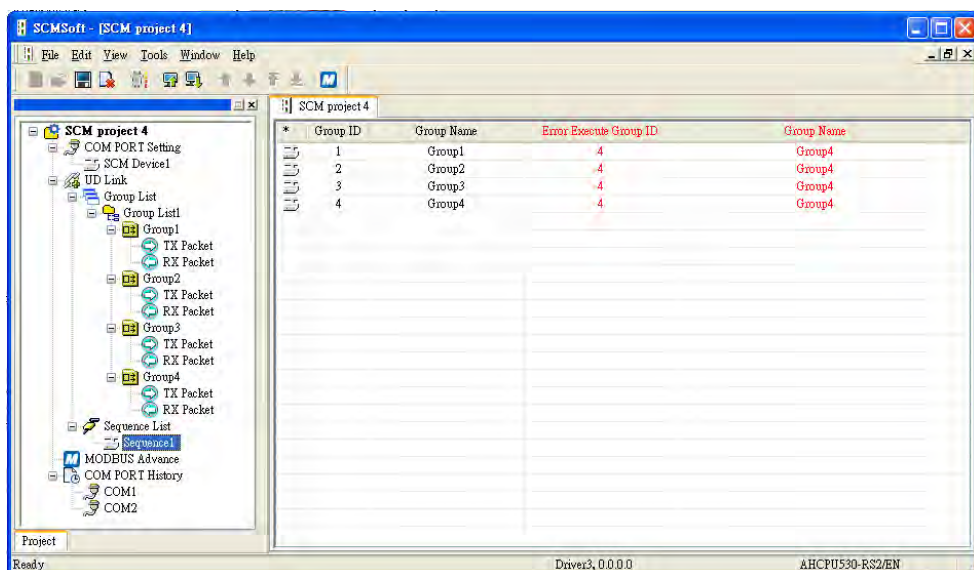 SCMSoft - [SCM project 4]
File Edit View Tools Window Help
SCM project 4
SCM project 4
COM PORT Setting
SCM Device1
UD Link
Group List
Group List1
Group1
TX Packet
RX Packet
Group2
TX Packet
RX Packet
Group3
TX Packet
RX Packet
Group4
TX Packet
RX Packet
Sequence List
Sequence1
MODBUS Advance
COM PORT History
COM1
COM2
Project
* Group ID Group Name Error Execute Group ID Group Name
1 Group1 4 Group4
2 Group2 4 Group4
3 Group3 4 Group4
4 Group4 4 Group4
Ready Driver3, 0.0.0.0 AHCPU530-RS2/EN